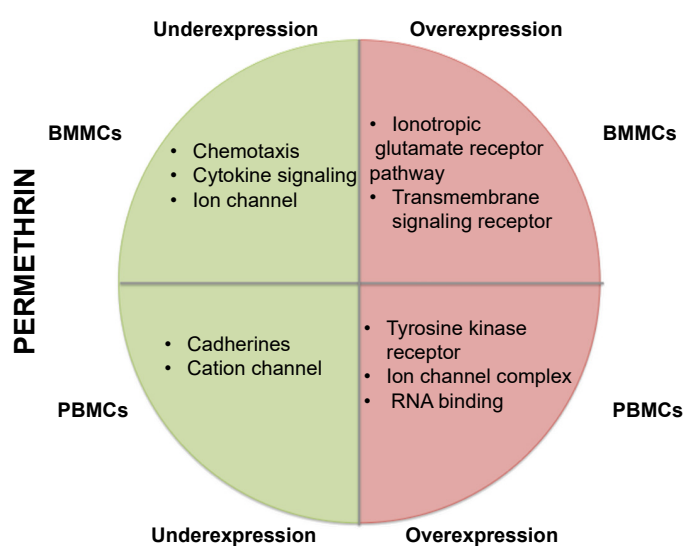 Underexpression
Overexpression
BMMCs
BMMCs
• Chemotaxis
• Cytokine signaling
• Ion channel
• Ionotropic
glutamate receptor
pathway
• Transmembrane
signaling receptor
PERMETHRIN
• Cadherines
• Cation channel
• Tyrosine kinase
receptor
• Ion channel complex
• RNA binding
PBMCs
PBMCs
Underexpression
Overexpression